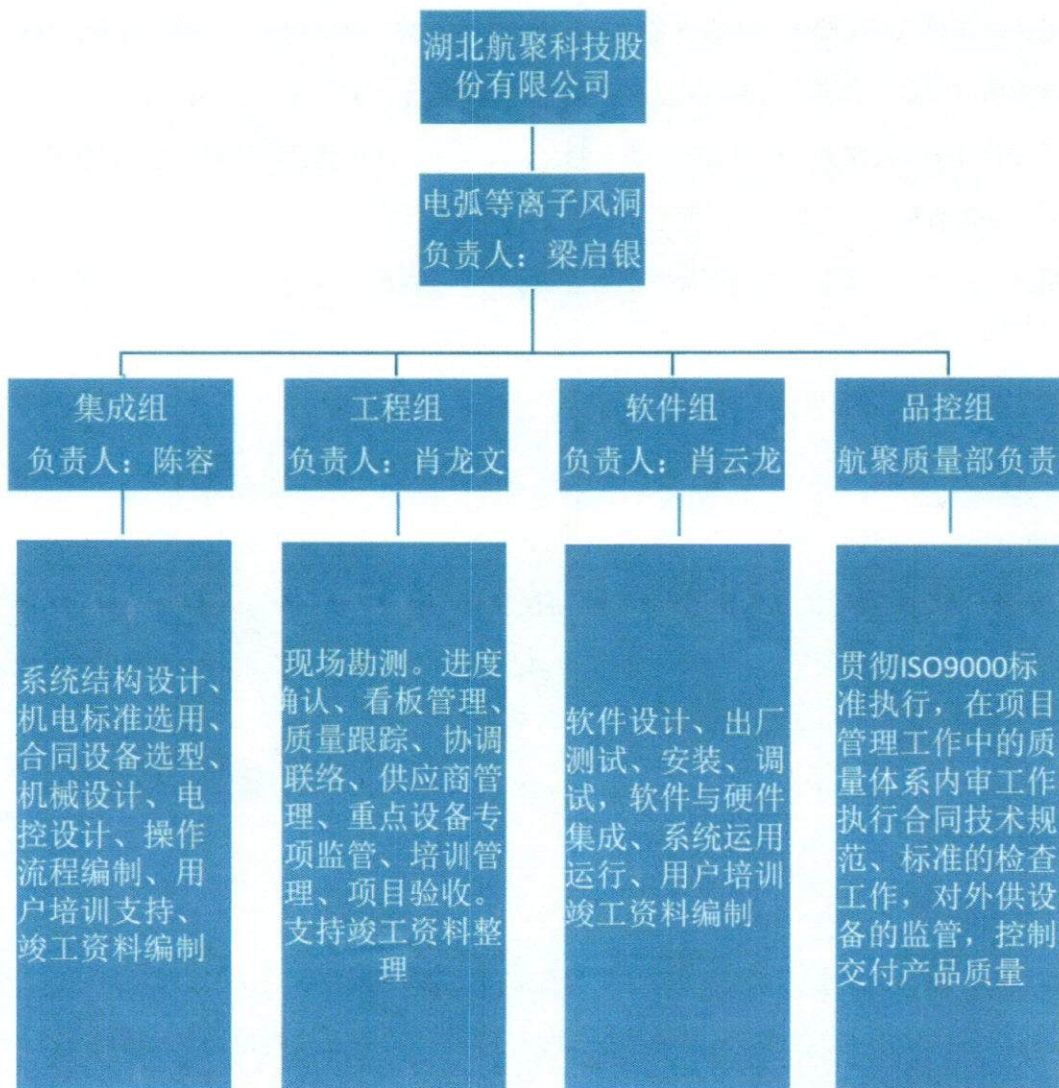 湖北航聚科技股
份有限公司
电弧等离子风洞
负责人：梁启银
集成组
负责人：陈容
工程组
负责人：肖龙文
软件组
负责人：肖云龙
品控组
航聚质量部负责
系统结构设计、
机电标准选用、
合同设备选型、
机械设计、电
控设计、操作
流程编制、用
户培训支持、
竣工资料编制
现场勘测。进度
确认、看板管理、
质量跟踪、协调
联络、供应商管
理、重点设备专
项监管、培训管
理、项目验收。
支持竣工资料整
理
软件设计、出厂
测试、安装、调
试，软件与硬件
集成、系统运用
运行、用户培训
竣工资料编制
贯彻ISO9000标
准执行，在项目
管理工作中的质
量体系内审工作
执行合同技术规
范、标准的检查
工作，对外供设
备的监管，控制
交付产品质量